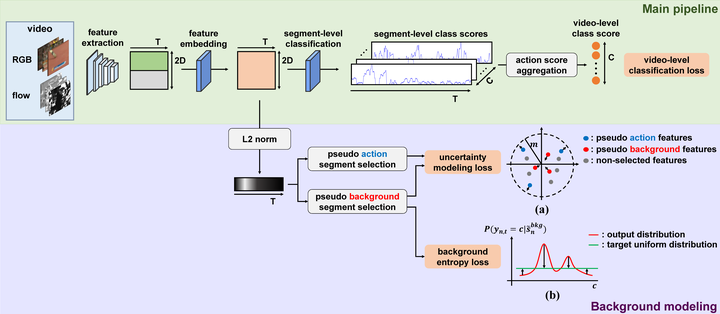 Main pipeline
video
RGB
flow
feature
extraction
T
2D
feature
embedding
T
2D
segment-level
classification
segment-level class scores
T
C
action score
aggregation
video-level
class score
C
video-level
classification loss
L2 norm
T
pseudo action
segment selection
pseudo background
segment selection
uncertainty
modeling loss
background
entropy loss
m
: pseudo action features
: pseudo background features
: non-selected features
(a)
P(y_{n,t} = c|s̃_n^{bkg})
: output distribution
: target uniform distribution
c
(b)
Background modeling